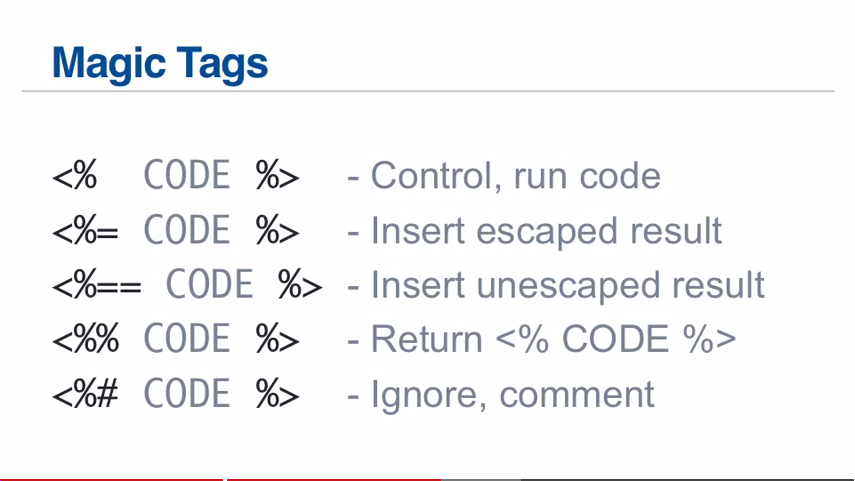 Magic Tags
<% CODE %> - Control, run code
<%= CODE %> - Insert escaped result
<%== CODE %> - Insert unescaped result
<%% CODE %> - Return <% CODE %>
<%# CODE %> - Ignore, comment